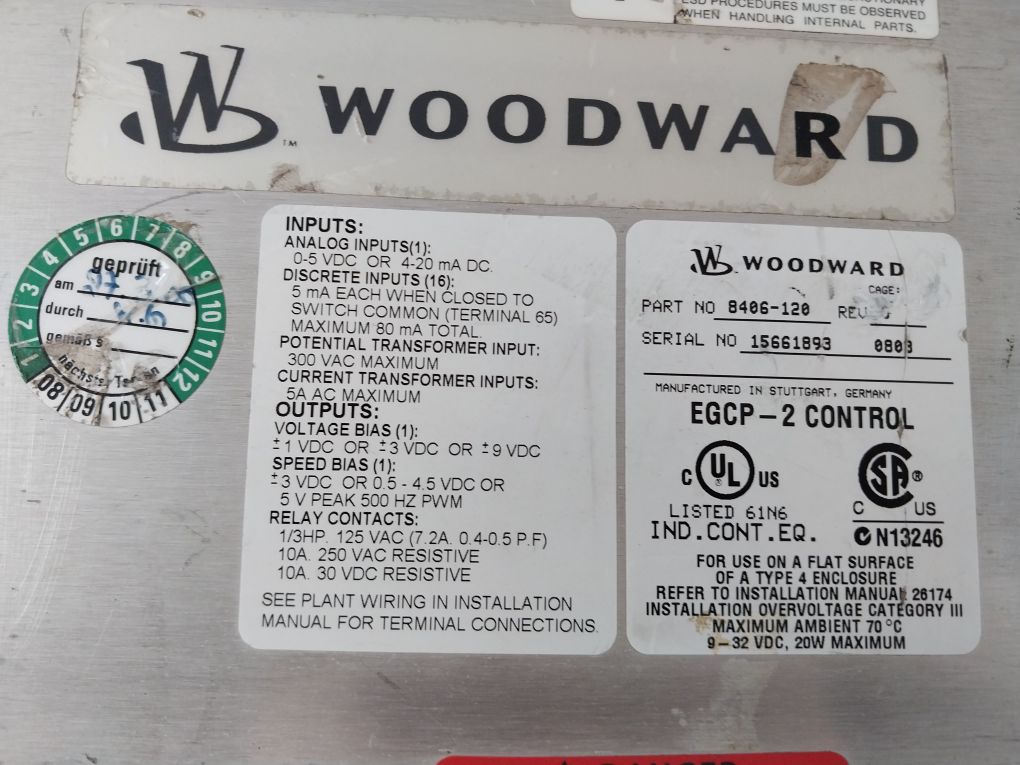 ESD PROCEDURES MUST BE OBSERVED
WHEN HANDLING INTERNAL PARTS.
W
TM
WOODWARD
1 2 3 4 5 6 7 8 9 10 11 12
geprüft
am
durch
gemäß §
nächster Termin
08 09 10 11
INPUTS:
ANALOG INPUTS(1):
0-5 VDC OR 4-20 mA DC.
DISCRETE INPUTS (16):
5 mA EACH WHEN CLOSED TO
SWITCH COMMON (TERMINAL 65)
MAXIMUM 80 mA TOTAL.
POTENTIAL TRANSFORMER INPUT:
300 VAC MAXIMUM
CURRENT TRANSFORMER INPUTS:
5A AC MAXIMUM
OUTPUTS:
VOLTAGE BIAS (1):
±1 VDC OR ±3 VDC OR ±9 VDC
SPEED BIAS (1):
±3 VDC OR 0.5 - 4.5 VDC OR
5 V PEAK 500 HZ PWM
RELAY CONTACTS:
1/3HP. 125 VAC (7.2A. 0.4-0.5 P.F)
10A. 250 VAC RESISTIVE
10A. 30 VDC RESISTIVE
SEE PLANT WIRING IN INSTALLATION
MANUAL FOR TERMINAL CONNECTIONS.
W WOODWARD
CAGE:
PART NO 8406-120 REV
SERIAL NO 15661893 0803
MANUFACTURED IN STUTTGART, GERMANY
EGCP-2 CONTROL
C UL ® US
LISTED 61N6
IND.CONT.EQ.
SA ®
C US
N13246
FOR USE ON A FLAT SURFACE
OF A TYPE 4 ENCLOSURE
REFER TO INSTALLATION MANUAL 26174
INSTALLATION OVERVOLTAGE CATEGORY III
MAXIMUM AMBIENT 70 °C
9-32 VDC, 20W MAXIMUM
DANGER